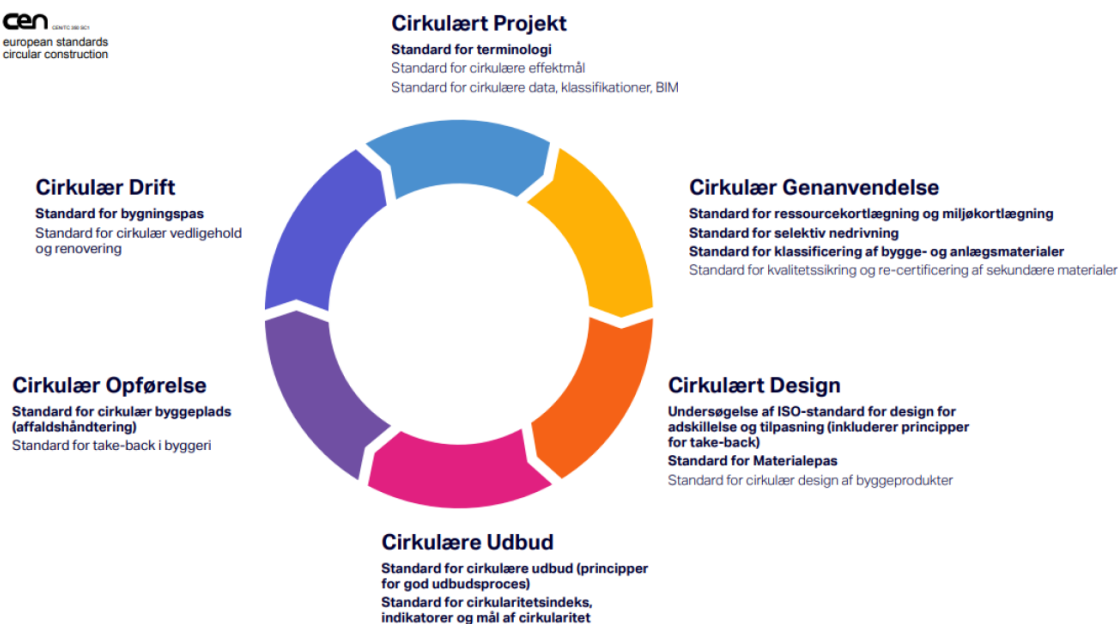 cen CEN/TC 350 SC1
european standards
circular construction
Cirkulært Projekt
Standard for terminologi
Standard for cirkulære effektmål
Standard for cirkulære data, klassifikationer, BIM
Cirkulær Genanvendelse
Standard for ressourcekortlægning og miljøkortlægning
Standard for selektiv nedrivning
Standard for klassificering af bygge- og anlægsmaterialer
Standard for kvalitetssikring og re-certificering af sekundære materialer
Cirkulært Design
Undersøgelse af ISO-standard for design for
adskillelse og tilpasning (inkluderer principper
for take-back)
Standard for Materialepas
Standard for cirkulær design af byggeprodukter
Cirkulære Udbud
Standard for cirkulære udbud (principper
for god udbudsproces)
Standard for cirkularitetsindeks,
indikatorer og mål af cirkularitet
Cirkulær Opførelse
Standard for cirkulær byggeplads
(affaldshåndtering)
Standard for take-back i byggeri
Cirkulær Drift
Standard for bygningspas
Standard for cirkulær vedligehold
og renovering